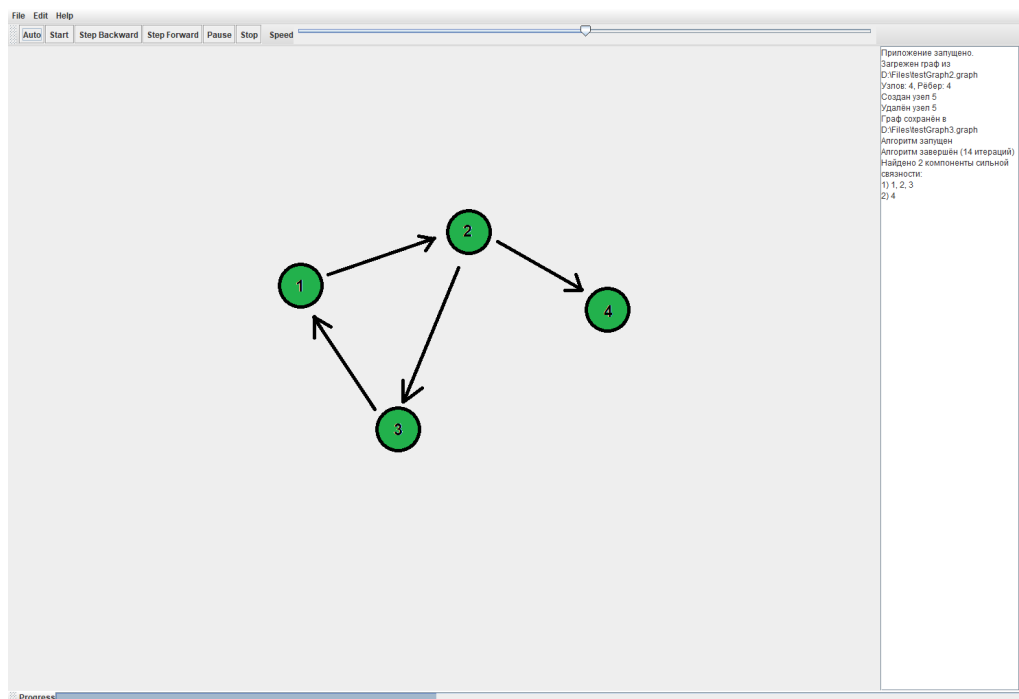 File Edit Help
Auto Start Step Backward Step Forward Pause Stop Speed
Приложение запущено.
Загрежен граф из
D:\Files\testGraph2.graph
Узлов: 4, Рёбер: 4
Создан узел 5
Удалён узел 5
Граф сохранён в
D:\Files\testGraph3.graph
Алгоритм запущен
Алгоритм завершён (14 итераций)
Найдено 2 компоненты сильной
связности:
1) 1, 2, 3
2) 4
2
1
4
3
Progress